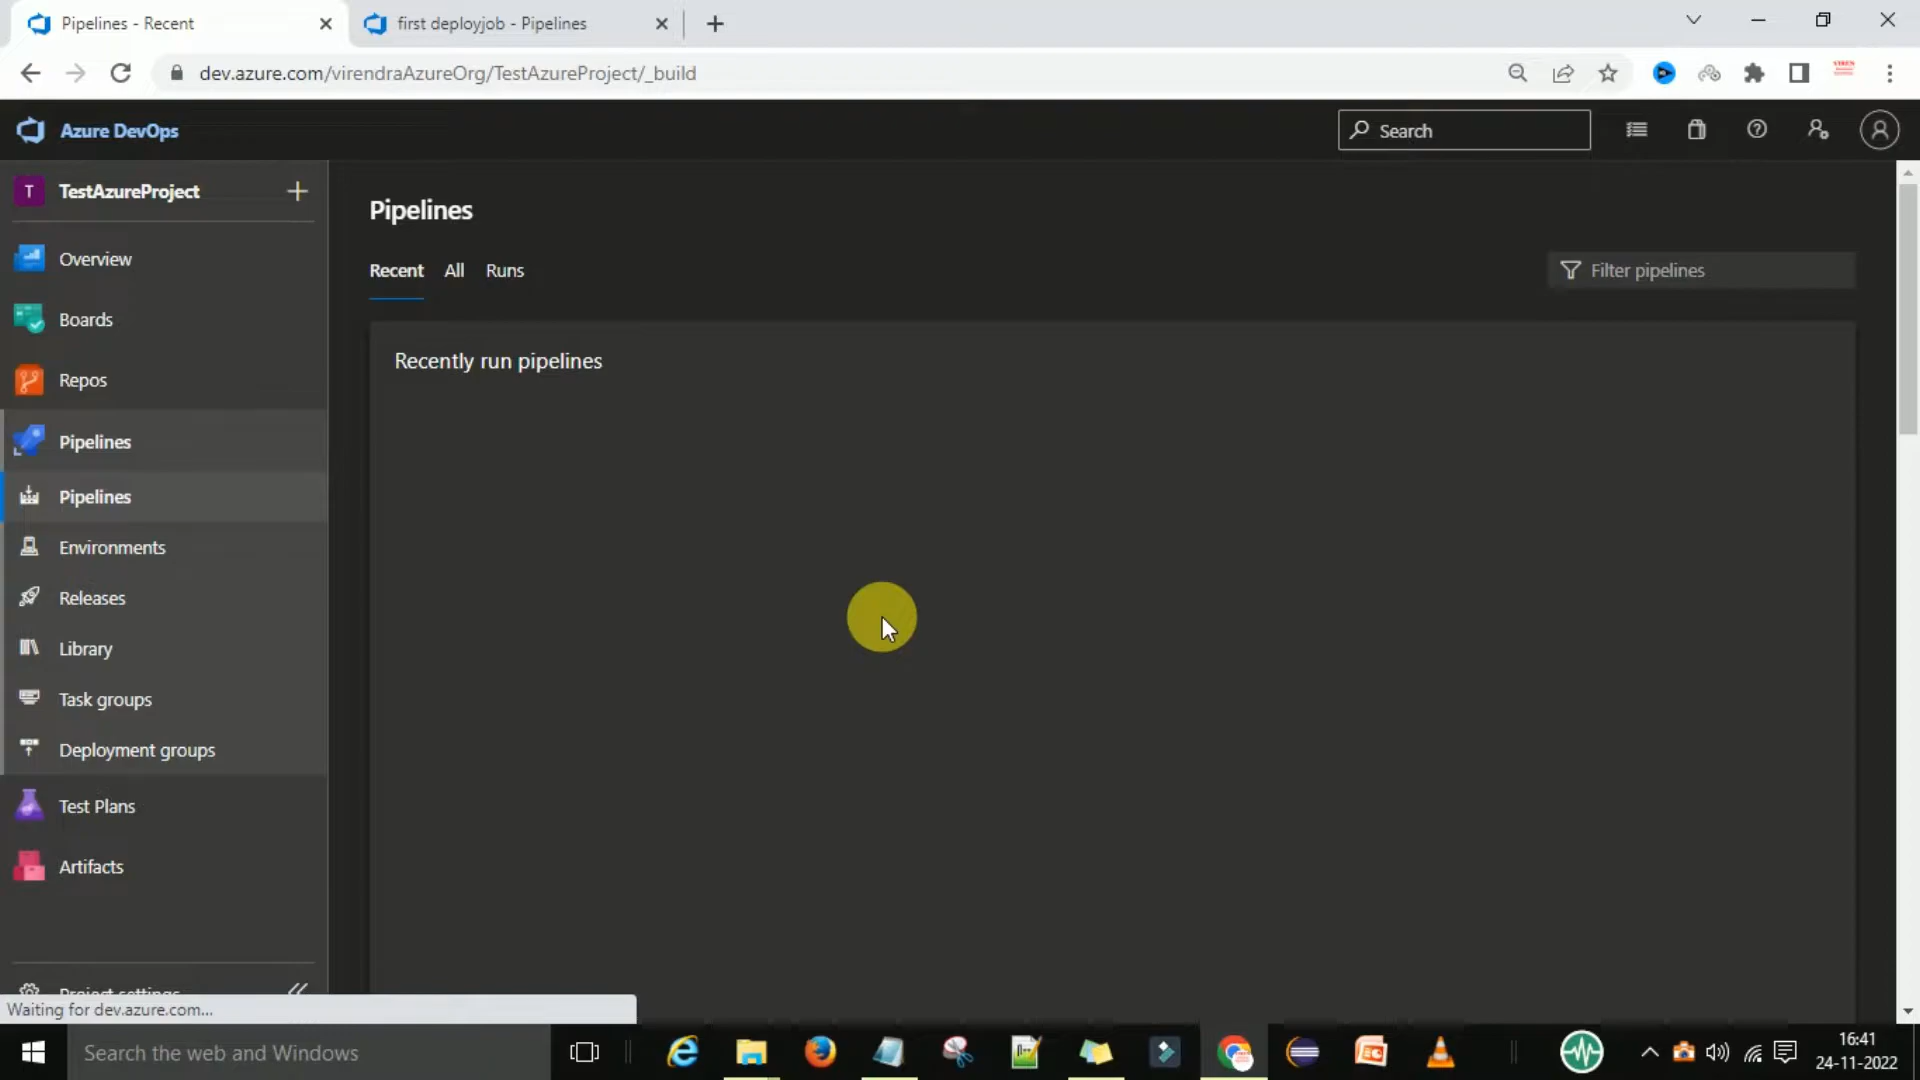 Pipelines - Recent
first deployjob - Pipelines
dev.azure.com/virendraAzureOrg/TestAzureProject/_build
Azure DevOps
Search
T
TestAzureProject
Overview
Boards
Repos
Pipelines
Pipelines
Environments
Releases
Library
Task groups
Deployment groups
Test Plans
Artifacts
Project settings
Pipelines
Recent All Runs
Filter pipelines
Recently run pipelines
Waiting for dev.azure.com...
Search the web and Windows
16:41
24-11-2022